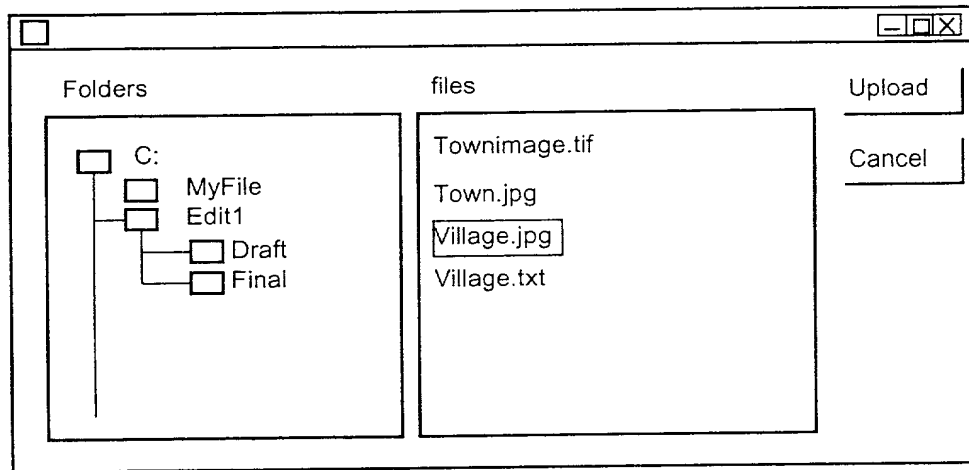 Folders
C:
MyFile
Edit1
Draft
Final
files
Townimage.tif
Town.jpg
Village.jpg
Village.txt
Upload
Cancel